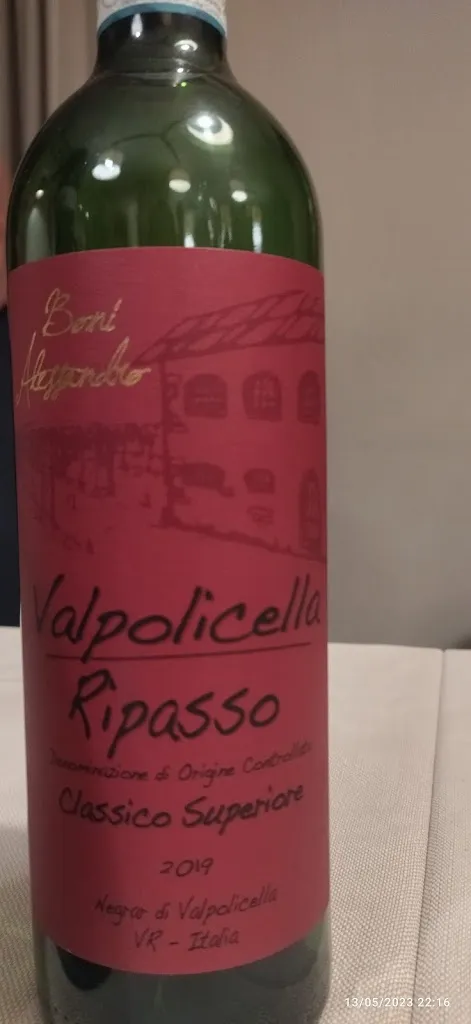 Boni
Alessandro
Valpolicella
Ripasso
Denominazione di Origine Controllata
Classico Superiore
2019
Negrar di Valpolicella
VR - Italia
13/05/2023 22:16